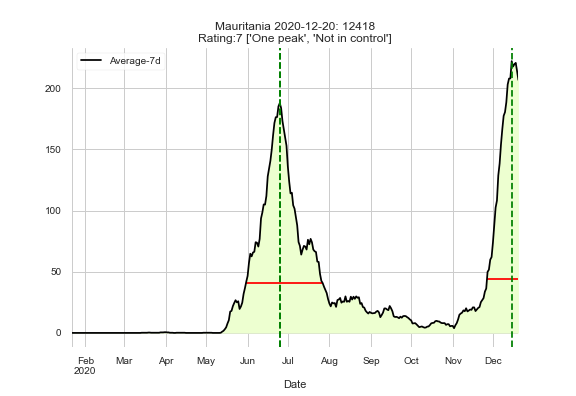 Mauritania 2020-12-20: 12418
Rating:7 ['One peak', 'Not in control']
Average-7d
200
150
100
50
0
Feb Mar Apr May Jun Jul Aug Sep Oct Nov Dec
2020
Date